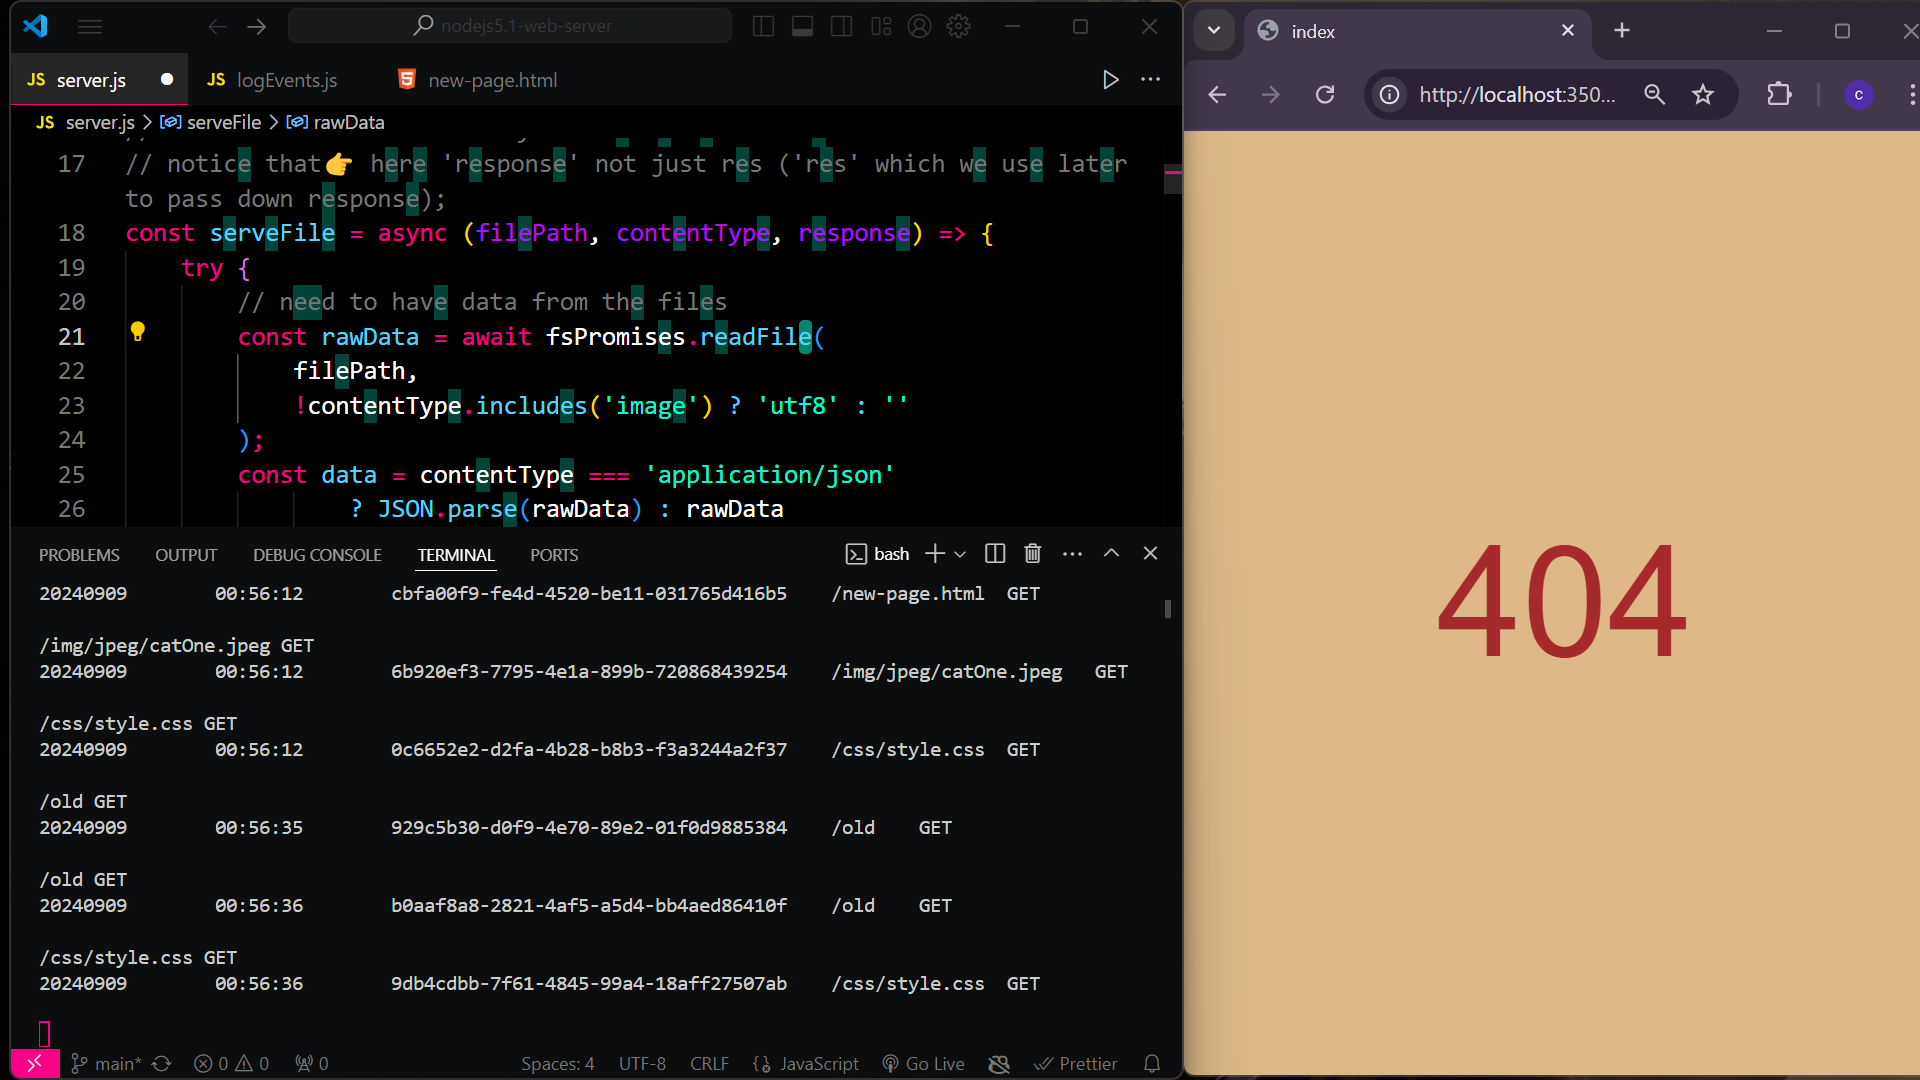 nodejs5.1-web-server
JS server.js
JS logEvents.js
new-page.html
JS server.js > serveFile > rawData
17 // notice that👉 here 'response' not just res ('res' which we use later
to pass down response);
18 const serveFile = async (filePath, contentType, response) => {
19 try {
20 // need to have data from the files
21 const rawData = await fsPromises.readFile(
22 filePath,
23 !contentType.includes('image') ? 'utf8' : ''
24 );
25 const data = contentType === 'application/json'
26 ? JSON.parse(rawData) : rawData
PROBLEMS OUTPUT DEBUG CONSOLE TERMINAL PORTS bash
20240909 00:56:12 cbfa00f9-fe4d-4520-be11-031765d416b5 /new-page.html GET
/img/jpeg/catOne.jpeg GET
20240909 00:56:12 6b920ef3-7795-4e1a-899b-720868439254 /img/jpeg/catOne.jpeg GET
/css/style.css GET
20240909 00:56:12 0c6652e2-d2fa-4b28-b8b3-f3a3244a2f37 /css/style.css GET
/old GET
20240909 00:56:35 929c5b30-d0f9-4e70-89e2-01f0d9885384 /old GET
/old GET
20240909 00:56:36 b0aaf8a8-2821-4af5-a5d4-bb4aed86410f /old GET
/css/style.css GET
20240909 00:56:36 9db4cdbb-7f61-4845-99a4-18aff27507ab /css/style.css GET
main* 0 0 0 Spaces: 4 UTF-8 CRLF JavaScript Go Live Prettier
index
http://localhost:350...
c
404